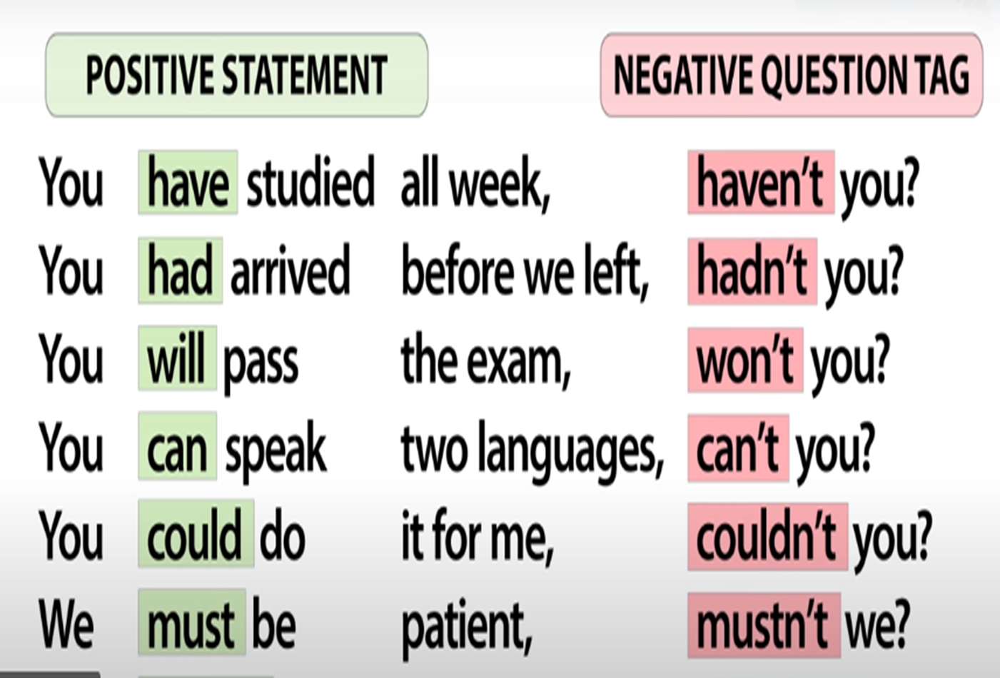 POSITIVE STATEMENT NEGATIVE QUESTION TAG
You have studied all week, haven't you?
You had arrived before we left, hadn't you?
You will pass the exam, won't you?
You can speak two languages, can't you?
You could do it for me, couldn't you?
We must be patient, mustn't we?